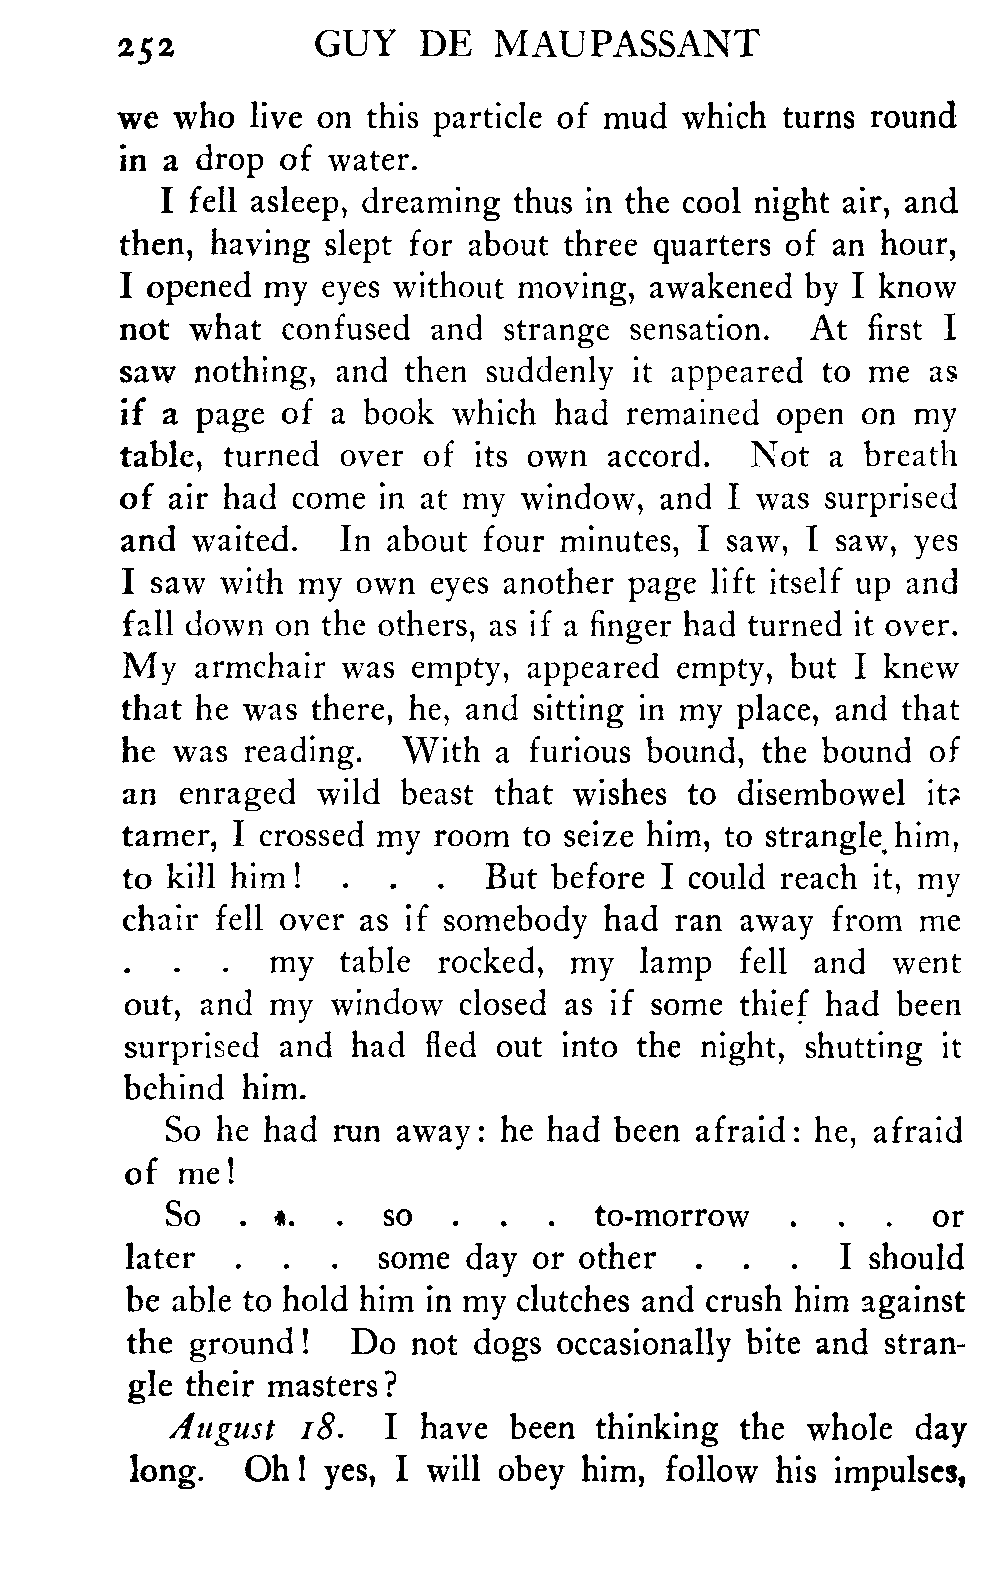 252 GUY DE MAUPASSANT
we who live on this particle of mud which turns round
in a drop of water.
I fell asleep, dreaming thus in the cool night air, and
then, having slept for about three quarters of an hour,
I opened my eyes without moving, awakened by I know
not what confused and strange sensation. At first I
saw nothing, and then suddenly it appeared to me as
if a page of a book which had remained open on my
table, turned over of its own accord. Not a breath
of air had come in at my window, and I was surprised
and waited. In about four minutes, I saw, I saw, yes
I saw with my own eyes another page lift itself up and
fall down on the others, as if a finger had turned it over.
My armchair was empty, appeared empty, but I knew
that he was there, he, and sitting in my place, and that
he was reading. With a furious bound, the bound of
an enraged wild beast that wishes to disembowel its
tamer, I crossed my room to seize him, to strangle him,
to kill him! . . . But before I could reach it, my
chair fell over as if somebody had ran away from me
. . . my table rocked, my lamp fell and went
out, and my window closed as if some thief had been
surprised and had fled out into the night, shutting it
behind him.
So he had run away: he had been afraid: he, afraid
of me!
So . . . so . . . to-morrow . . . or
later . . . some day or other . . . I should
be able to hold him in my clutches and crush him against
the ground! Do not dogs occasionally bite and stran-
gle their masters?
August 18. I have been thinking the whole day
long. Oh! yes, I will obey him, follow his impulses,